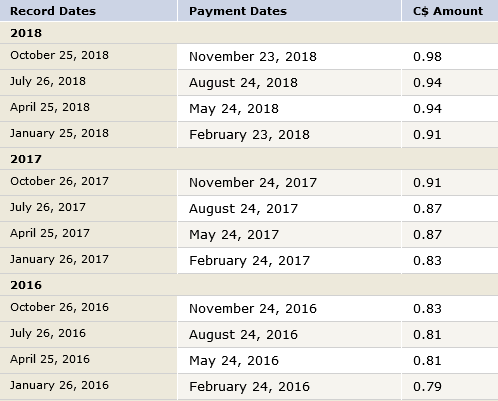 Record Dates Payment Dates C$ Amount
2018
October 25, 2018 November 23, 2018 0.98
July 26, 2018 August 24, 2018 0.94
April 25, 2018 May 24, 2018 0.94
January 25, 2018 February 23, 2018 0.91
2017
October 26, 2017 November 24, 2017 0.91
July 26, 2017 August 24, 2017 0.87
April 25, 2017 May 24, 2017 0.87
January 26, 2017 February 24, 2017 0.83
2016
October 26, 2016 November 24, 2016 0.83
July 26, 2016 August 24, 2016 0.81
April 25, 2016 May 24, 2016 0.81
January 26, 2016 February 24, 2016 0.79